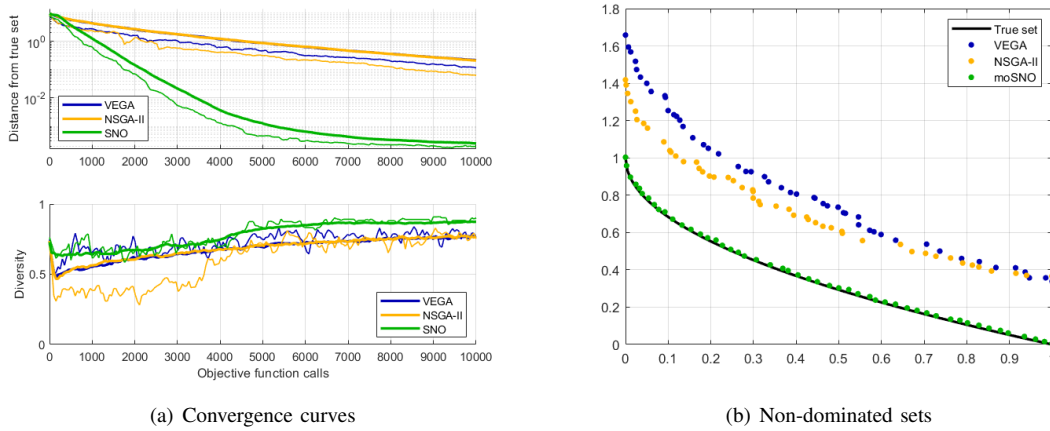 Distance from true set
10^0
10^-2
VEGA
NSGA-II
SNO
0 1000 2000 3000 4000 5000 6000 7000 8000 9000 10000
Diversity
1
0.5
0
VEGA
NSGA-II
SNO
0 1000 2000 3000 4000 5000 6000 7000 8000 9000 10000
Objective function calls
(a) Convergence curves
1.8
1.6
1.4
1.2
1
0.8
0.6
0.4
0.2
0
True set
VEGA
NSGA-II
moSNO
0 0.1 0.2 0.3 0.4 0.5 0.6 0.7 0.8 0.9
(b) Non-dominated sets